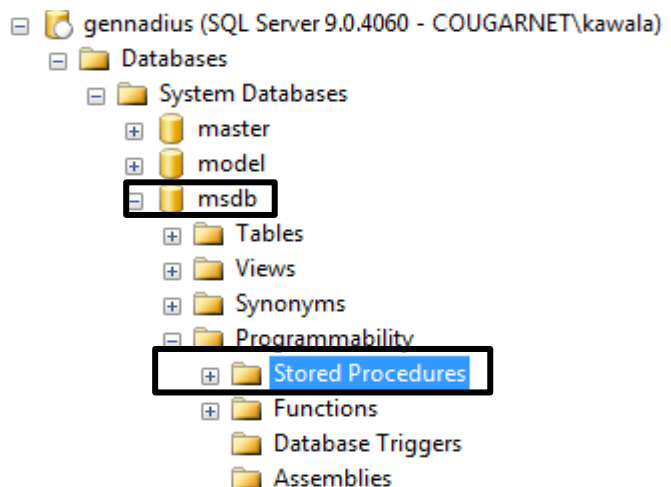 gennadius (SQL Server 9.0.4060 - COUGARNET\kawala)
Databases
System Databases
master
model
msdb
Tables
Views
Synonyms
Programmability
Stored Procedures
Functions
Database Triggers
Assemblies